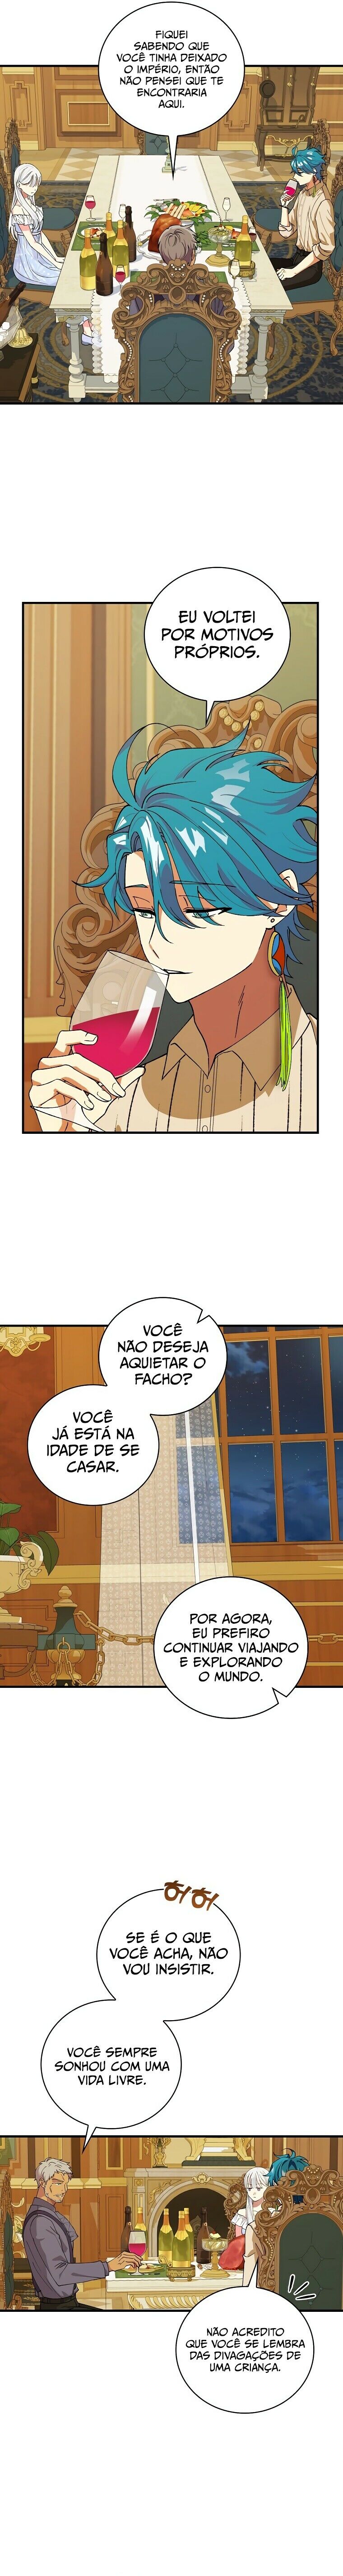 FIQUEI
SABENDO QUE
VOCÊ TINHA DEIXADO
O IMPÉRIO, ENTÃO
NÃO PENSEI QUE TE
ENCONTRARIA
AQUI.
EU VOLTEI
POR MOTIVOS
PRÓPRIOS.
VOCÊ
NÃO DESEJA
AQUIETAR O
FACHO?
VOCÊ
JÁ ESTÁ NA
IDADE DE SE
CASAR.
POR AGORA,
EU PREFIRO
CONTINUAR VIAJANDO
E EXPLORANDO
O MUNDO.
허허
SE É O QUE
VOCÊ ACHA, NÃO
VOU INSISTIR.
VOCÊ SEMPRE
SONHOU COM UMA
VIDA LIVRE.
NÃO ACREDITO
QUE VOCÊ SE LEMBRA
DAS DIVAGAÇÕES DE
UMA CRIANÇA.